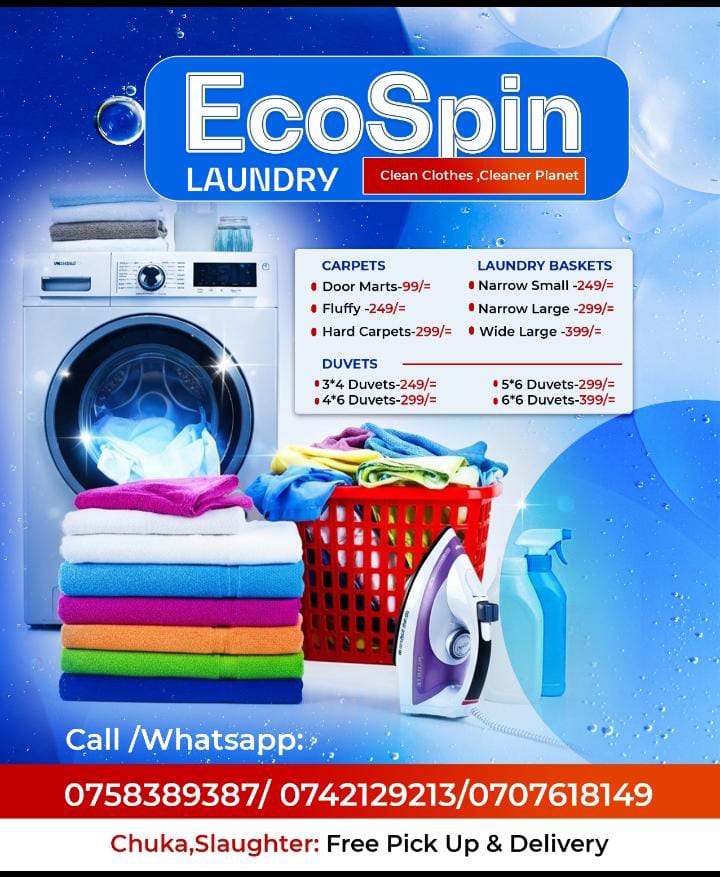 EcoSpin
LAUNDRY
Clean Clothes ,Cleaner Planet
CARPETS
Door Marts-99/=
Fluffy -249/=
Hard Carpets-299/=
LAUNDRY BASKETS
Narrow Small -249/=
Narrow Large -299/=
Wide Large -399/=
DUVETS
3*4 Duvets-249/=
4*6 Duvets-299/=
5*6 Duvets-299/=
6*6 Duvets-399/=
Call /Whatsapp:
0758389387/ 0742129213/0707618149
Chuka,Slaughter: Free Pick Up & Delivery